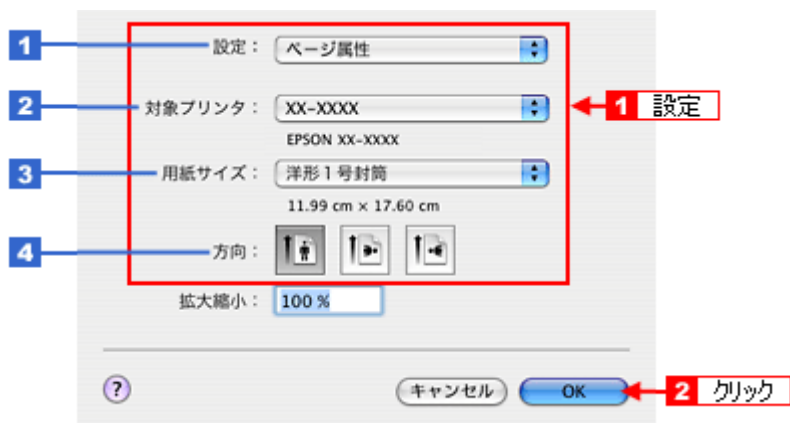 1 設定： ページ属性
2 対象プリンタ： XX-XXXX 1 設定
EPSON XX-XXXX
3 用紙サイズ： 洋形1号封筒
11.99 cm × 17.60 cm
4 方向：
拡大縮小： 100 %
? キャンセル OK 2 クリック